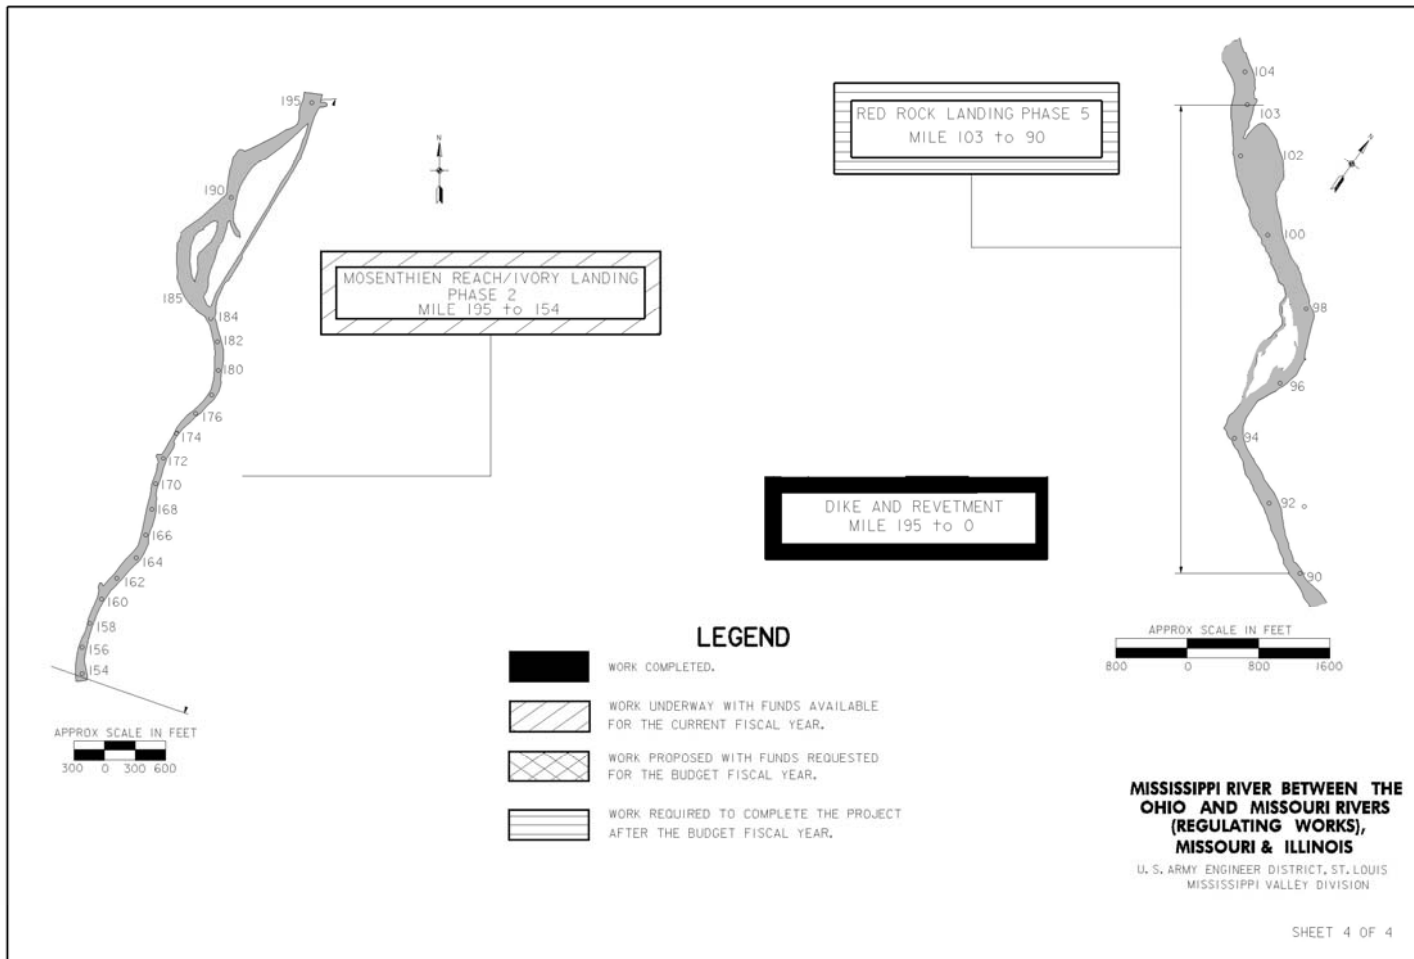 195
190
185
184
182
180
176
174
172
170
168
166
164
162
160
158
156
154
APPROX SCALE IN FEET
300 0 300 600
N
MOSENTHIEN REACH/IVORY LANDING
PHASE 2
MILE 195 to 154
RED ROCK LANDING PHASE 5
MILE 103 to 90
DIKE AND REVETMENT
MILE 195 to 0
104
103
102
100
98
96
94
92
90
N
APPROX SCALE IN FEET
800 0 800 1600
LEGEND
WORK COMPLETED.
WORK UNDERWAY WITH FUNDS AVAILABLE
FOR THE CURRENT FISCAL YEAR.
WORK PROPOSED WITH FUNDS REQUESTED
FOR THE BUDGET FISCAL YEAR.
WORK REQUIRED TO COMPLETE THE PROJECT
AFTER THE BUDGET FISCAL YEAR.
MISSISSIPPI RIVER BETWEEN THE
OHIO AND MISSOURI RIVERS
(REGULATING WORKS),
MISSOURI & ILLINOIS
U. S. ARMY ENGINEER DISTRICT, ST. LOUIS
MISSISSIPPI VALLEY DIVISION
SHEET 4 OF 4